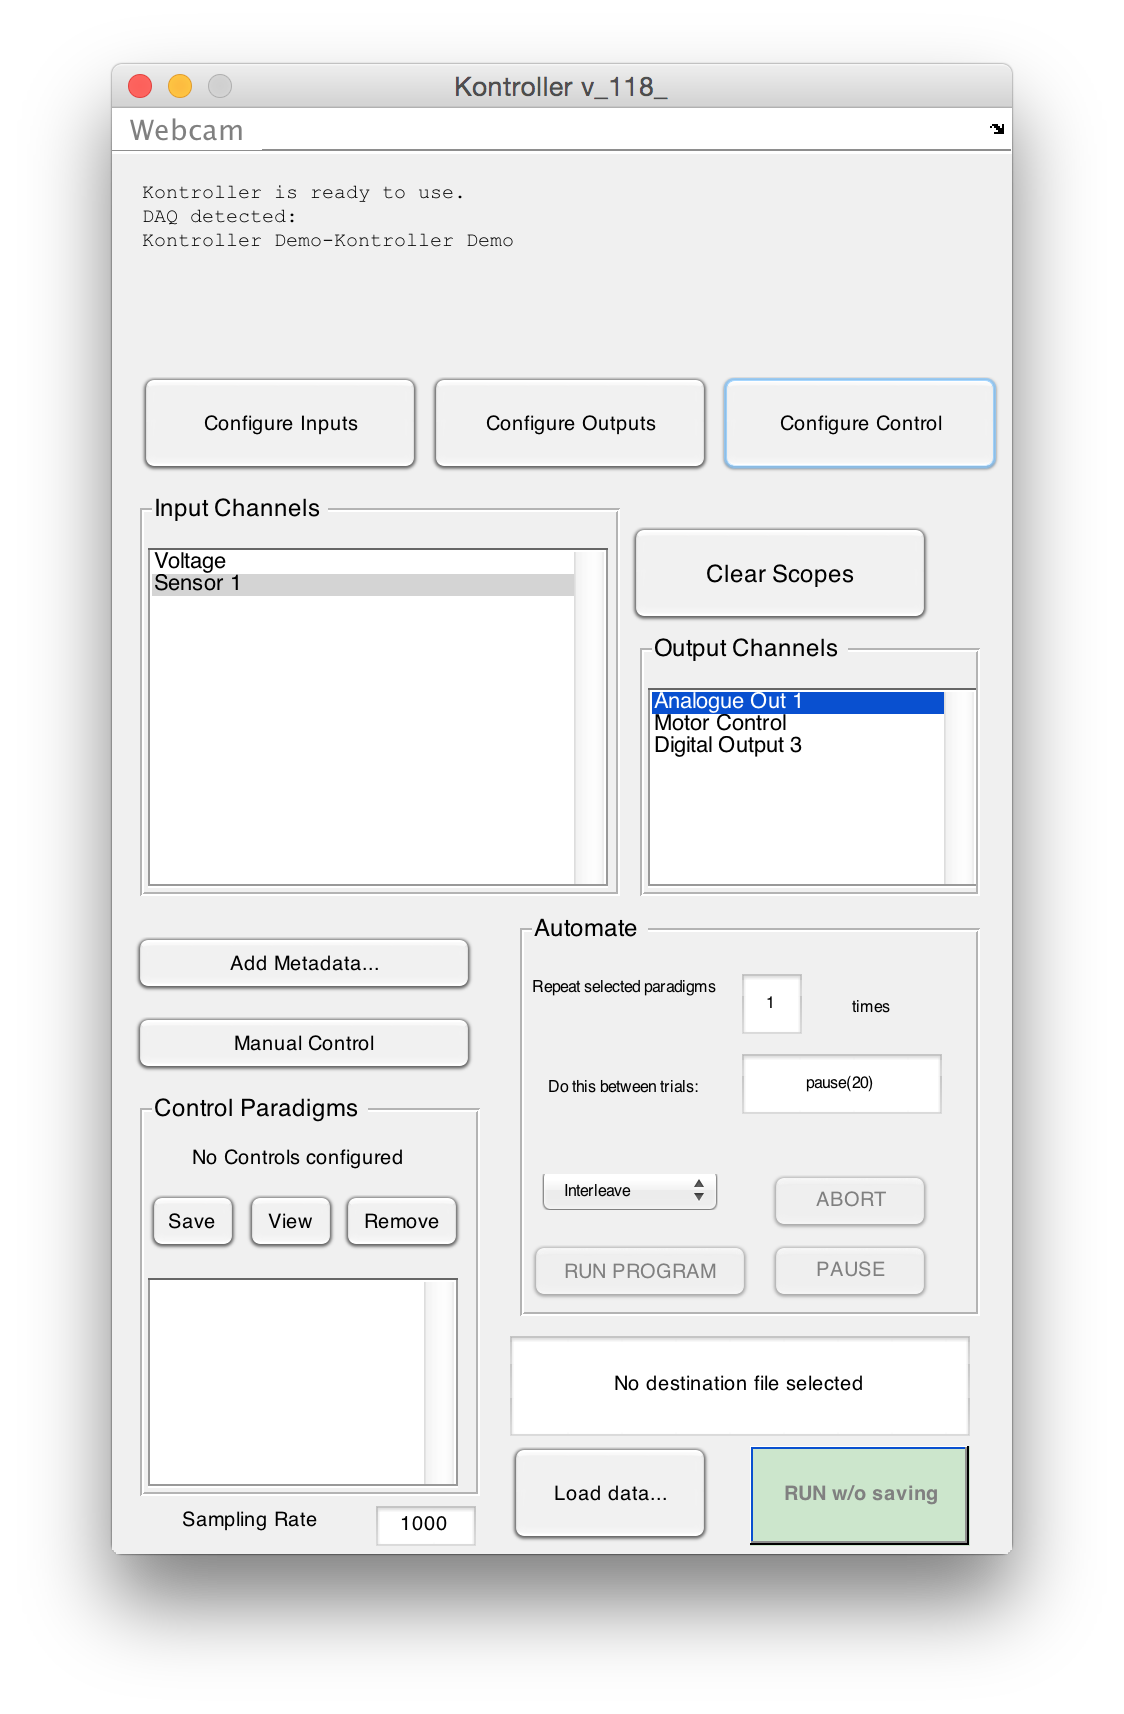 Kontroller v_118_
Webcam
Kontroller is ready to use.
DAQ detected:
Kontroller Demo-Kontroller Demo
Configure Inputs
Configure Outputs
Configure Control
Input Channels
Voltage
Sensor 1
Clear Scopes
Output Channels
Analogue Out 1
Motor Control
Digital Output 3
Add Metadata...
Manual Control
Automate
Repeat selected paradigms
1
times
Do this between trials:
pause(20)
Interleave
ABORT
RUN PROGRAM
PAUSE
Control Paradigms
No Controls configured
Save
View
Remove
No destination file selected
Load data...
RUN w/o saving
Sampling Rate
1000